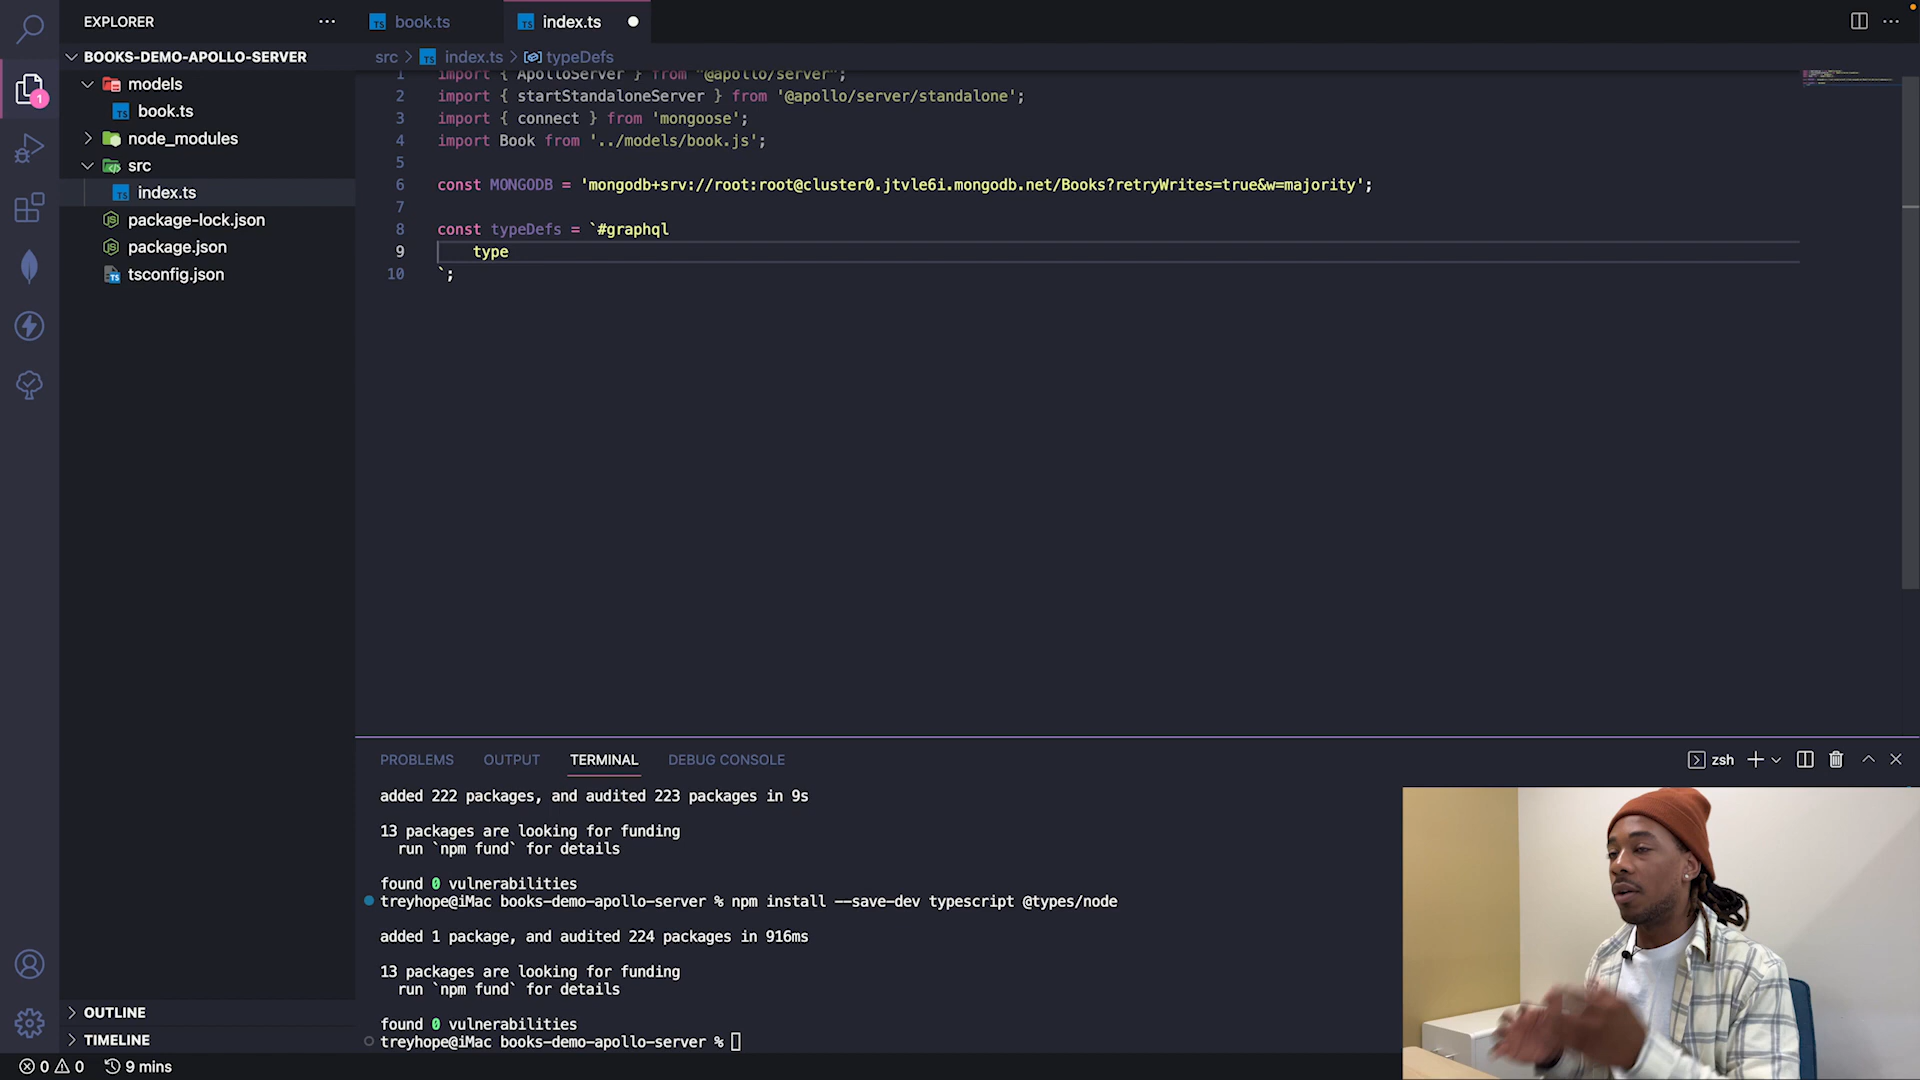 EXPLORER
book.ts
index.ts
BOOKS-DEMO-APOLLO-SERVER
src > index.ts > typeDefs
models
book.ts
node_modules
src
index.ts
package-lock.json
package.json
tsconfig.json
1
1 import { ApolloServer } from "@apollo/server";
2 import { startStandaloneServer } from '@apollo/server/standalone';
3 import { connect } from 'mongoose';
4 import Book from '../models/book.js';
5
6 const MONGODB = 'mongodb+srv://root:root@cluster0.jtvle6i.mongodb.net/Books?retryWrites=true&w=majority';
7
8 const typeDefs = `#graphql
9 type
10 `;
PROBLEMS OUTPUT TERMINAL DEBUG CONSOLE
zsh
added 222 packages, and audited 223 packages in 9s
13 packages are looking for funding
run `npm fund` for details
found 0 vulnerabilities
treyhope@iMac books-demo-apollo-server % npm install --save-dev typescript @types/node
added 1 package, and audited 224 packages in 916ms
13 packages are looking for funding
run `npm fund` for details
found 0 vulnerabilities
treyhope@iMac books-demo-apollo-server %
OUTLINE
TIMELINE
0 0 9 mins